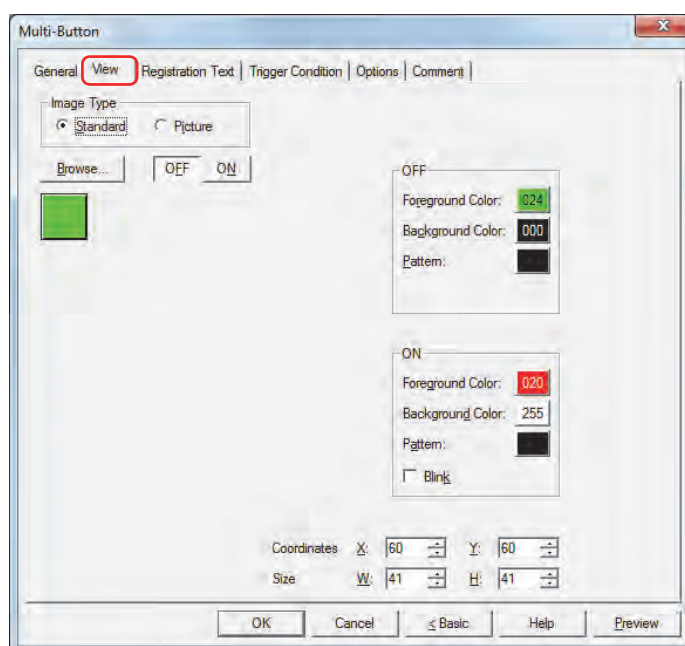 Multi-Button
General View Registration Text Trigger Condition Options Comment
Image Type
Standard Picture
Browse... OFF ON
OFF
Foreground Color: 024
Background Color: 000
Pattern:
ON
Foreground Color: 020
Background Color: 255
Pattern:
Blink
Coordinates X: 60 Y: 60
Size W: 41 H: 41
OK Cancel < Basic Help Preview